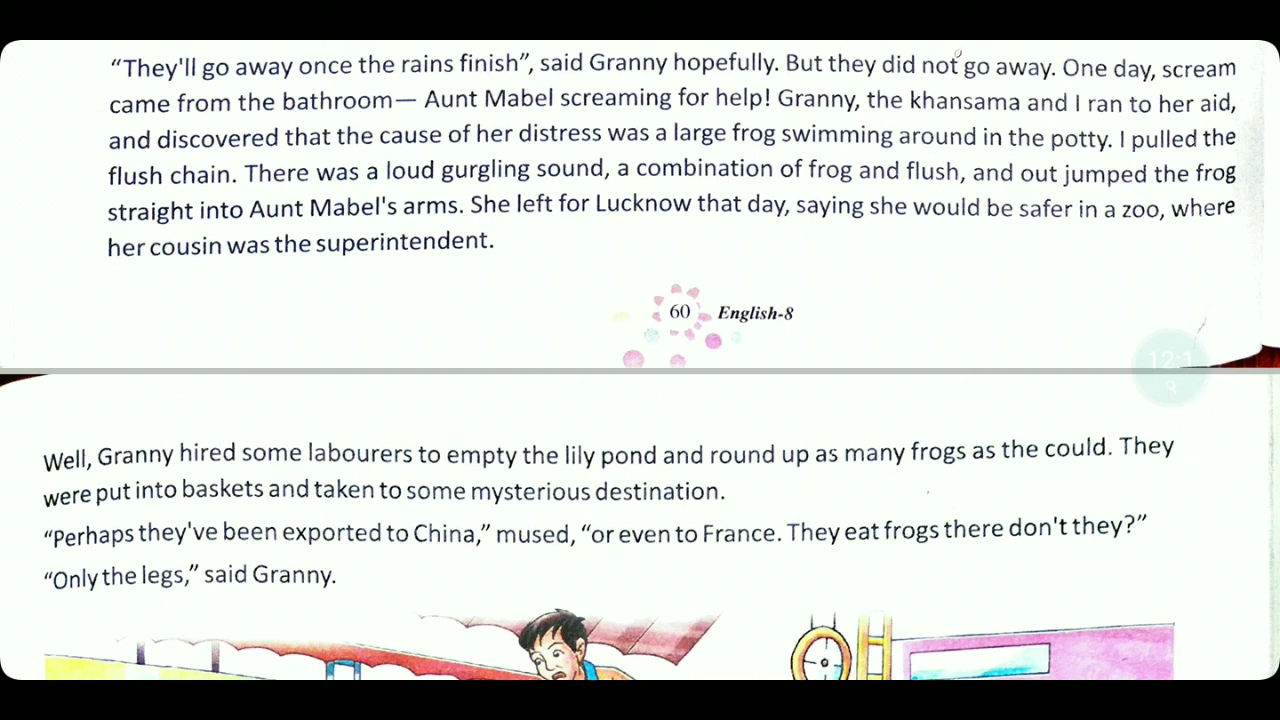 “They'll go away once the rains finish”, said Granny hopefully. But they did not go away. One day, scream
came from the bathroom— Aunt Mabel screaming for help! Granny, the khansama and I ran to her aid,
and discovered that the cause of her distress was a large frog swimming around in the potty. I pulled the
flush chain. There was a loud gurgling sound, a combination of frog and flush, and out jumped the frog
straight into Aunt Mabel's arms. She left for Lucknow that day, saying she would be safer in a zoo, where
her cousin was the superintendent.
60 English-8
12:1
9
Well, Granny hired some labourers to empty the lily pond and round up as many frogs as the could. They
were put into baskets and taken to some mysterious destination.
“Perhaps they've been exported to China,” mused, “or even to France. They eat frogs there don't they?”
“Only the legs,” said Granny.